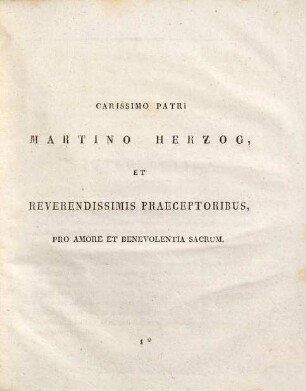 CARISSIMO PATRI
MARTINO HERZOG,
ET
REVERENDISSIMIS PRAECEPTORIBUS,
PRO AMORE ET BENEVOLENTIA SACRUM.
1 °